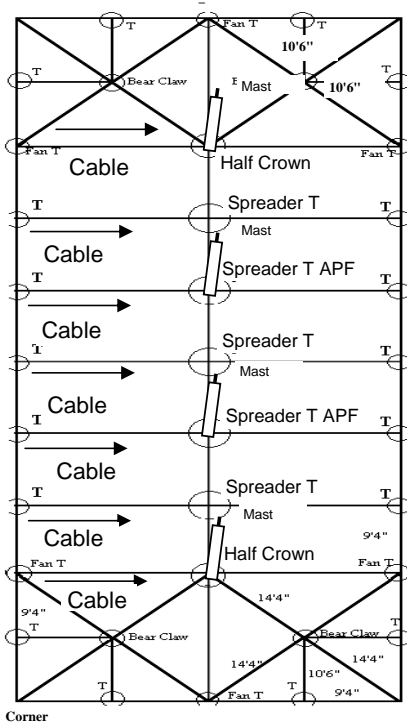 Fan T
T
T
10'6"
T
T
Bear Claw
Mast
10'6"
Fan T
Fan T
Cable
Half Crown
T
Spreader T
T
Cable
Mast
T
Spreader T APF
T
Cable
T
Spreader T
T
Cable
Mast
T
Spreader T APF
T
Cable
T
Spreader T
T
Cable
Mast
9'4"
Fan T
Half Crown
Fan T
Cable
14'4"
9'4"
T
Bear Claw
Bear Claw
T
14'4"
14'4"
10'6"
T
T
9'4"
Fan T
Corner